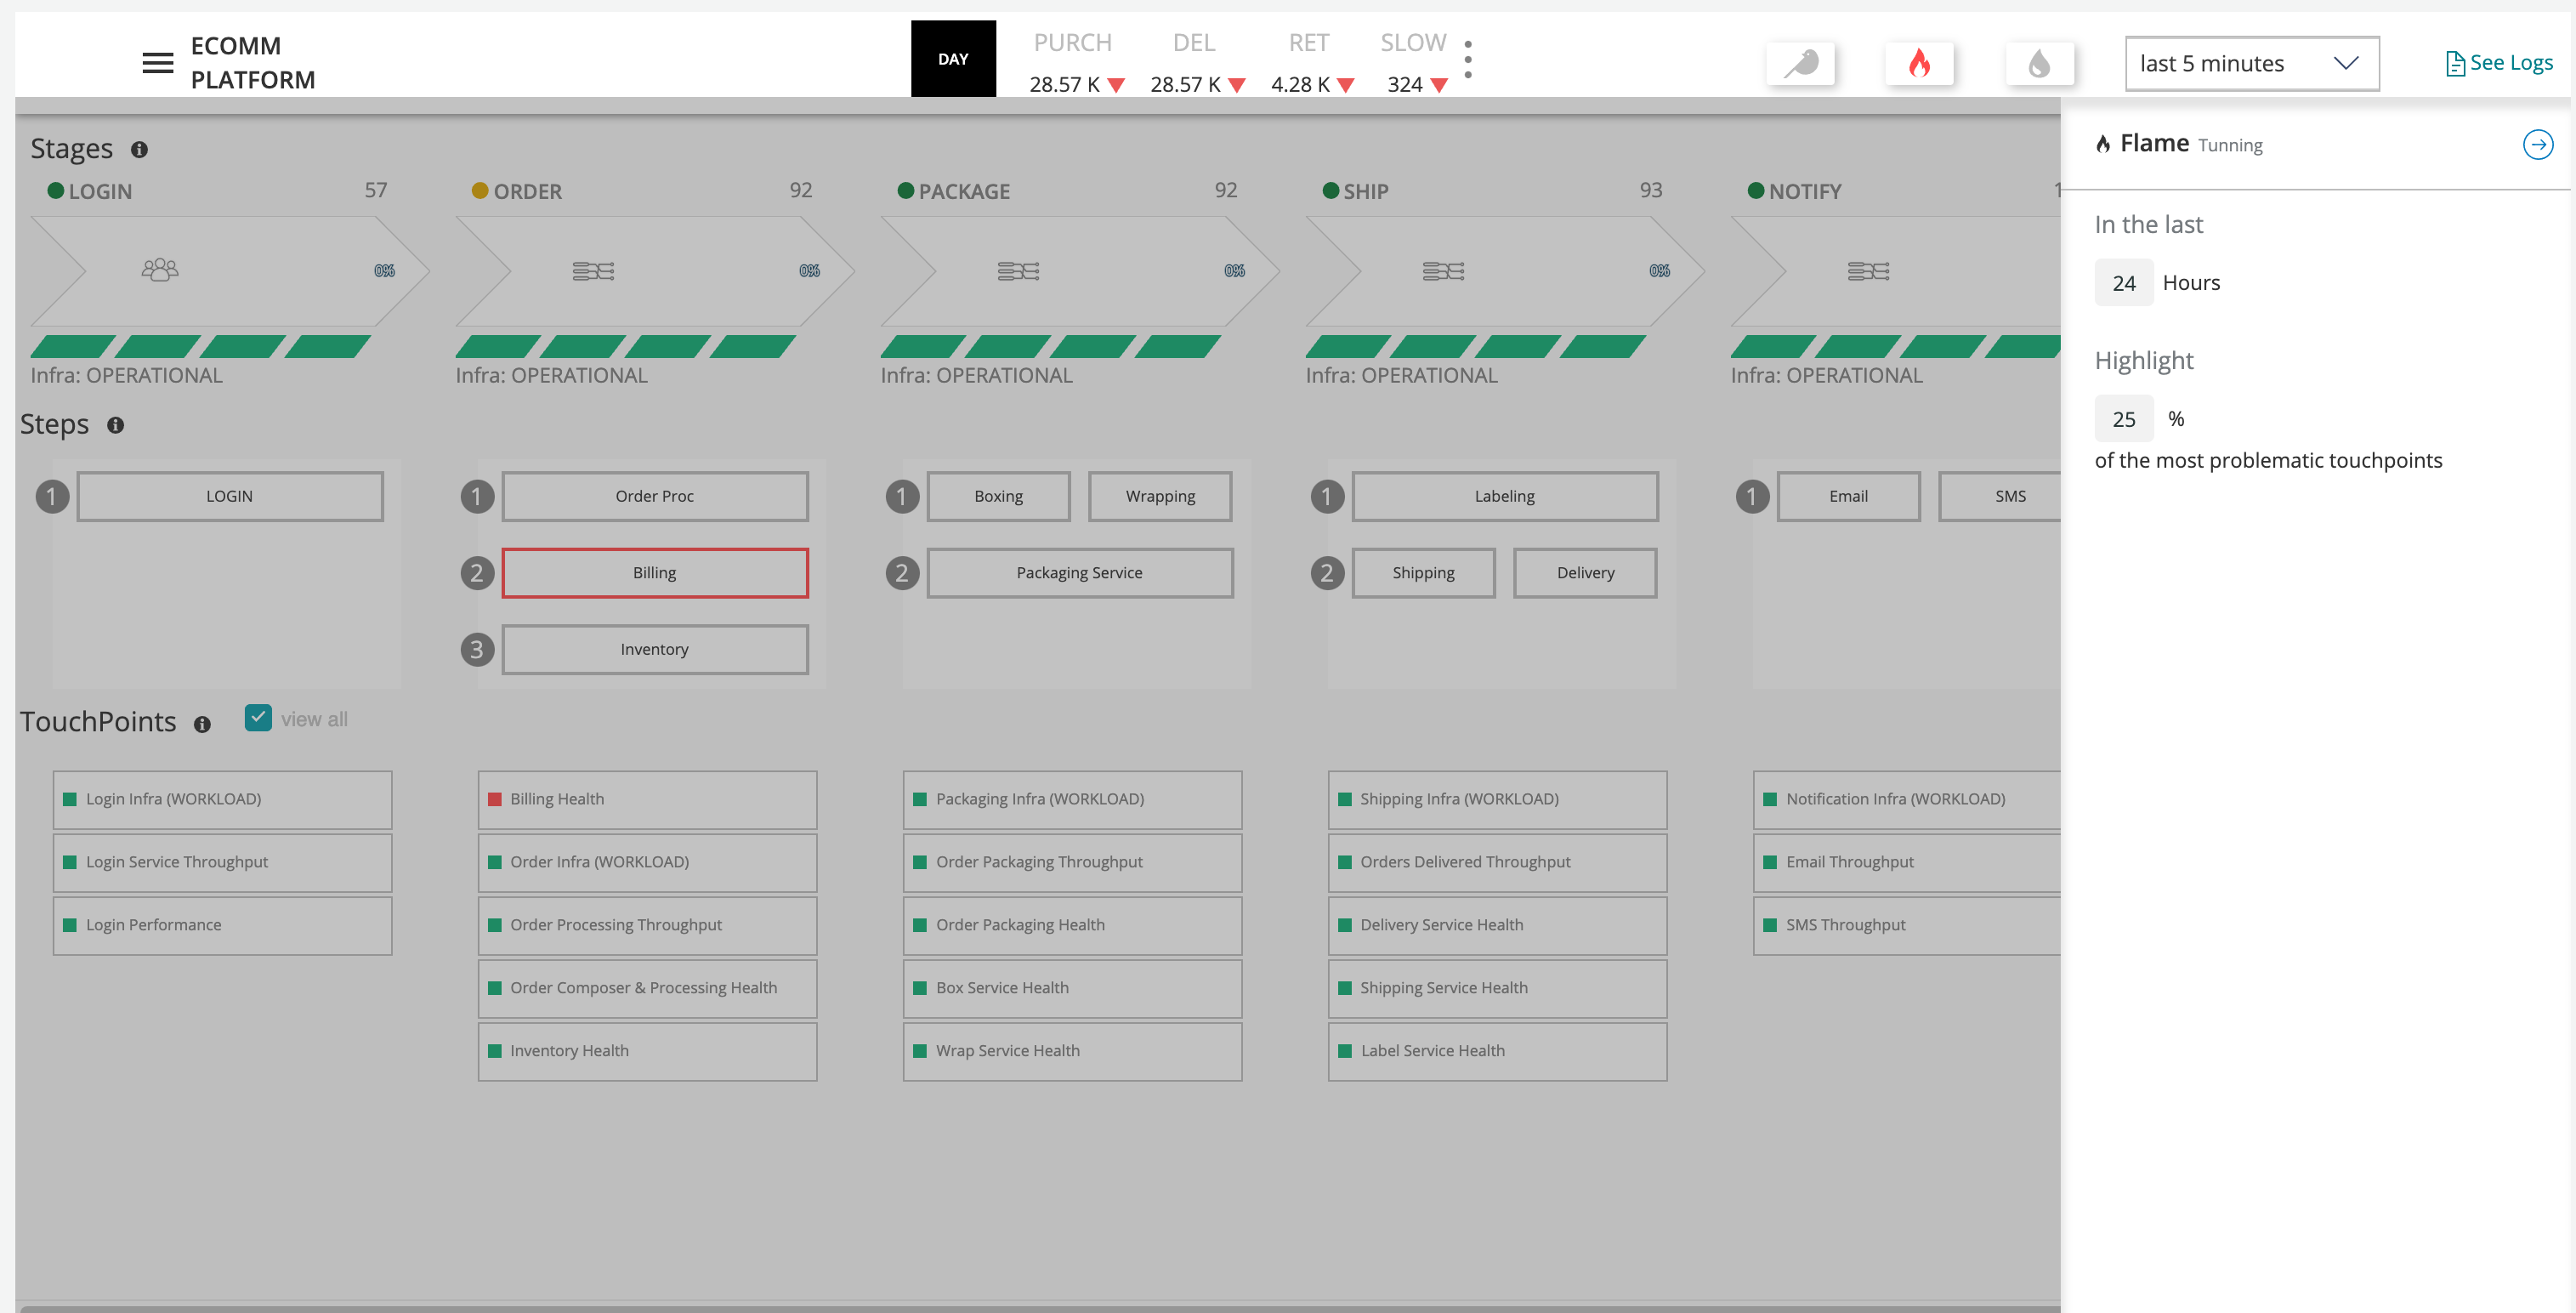 ECOMM
PLATFORM
DAY
PURCH DEL RET SLOW
28.57 K 28.57 K 4.28 K 324
last 5 minutes
See Logs
Stages
LOGIN 57
ORDER 92
PACKAGE 92
SHIP 93
NOTIFY 1
0% 0% 0% 0%
Infra: OPERATIONAL
Infra: OPERATIONAL
Infra: OPERATIONAL
Infra: OPERATIONAL
Infra: OPERATIONAL
Steps
1 LOGIN
1 Order Proc
2 Billing
3 Inventory
1 Boxing Wrapping
2 Packaging Service
1 Labeling
2 Shipping Delivery
1 Email SMS
TouchPoints
view all
Login Infra (WORKLOAD)
Login Service Throughput
Login Performance
Billing Health
Order Infra (WORKLOAD)
Order Processing Throughput
Order Composer & Processing Health
Inventory Health
Packaging Infra (WORKLOAD)
Order Packaging Throughput
Order Packaging Health
Box Service Health
Wrap Service Health
Shipping Infra (WORKLOAD)
Orders Delivered Throughput
Delivery Service Health
Shipping Service Health
Label Service Health
Notification Infra (WORKLOAD)
Email Throughput
SMS Throughput
Flame Tunning
In the last
24 Hours
Highlight
25 %
of the most problematic touchpoints